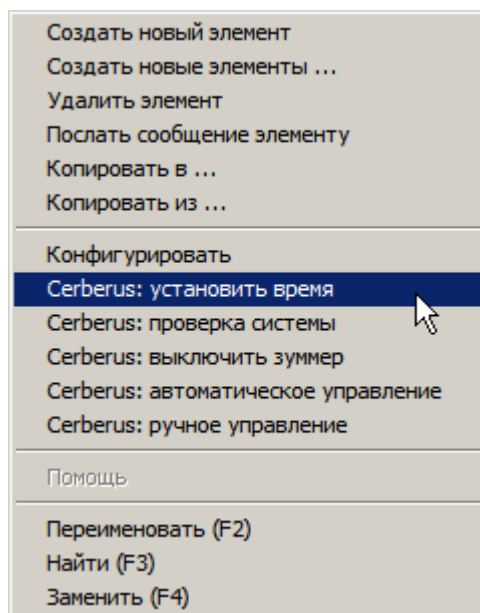 Создать новый элемент
Создать новые элементы ...
Удалить элемент
Послать сообщение элементу
Копировать в ...
Копировать из ...
Конфигурировать
Cerberus: установить время
Cerberus: проверка системы
Cerberus: выключить зуммер
Cerberus: автоматическое управление
Cerberus: ручное управление
Помощь
Переименовать (F2)
Найти (F3)
Заменить (F4)